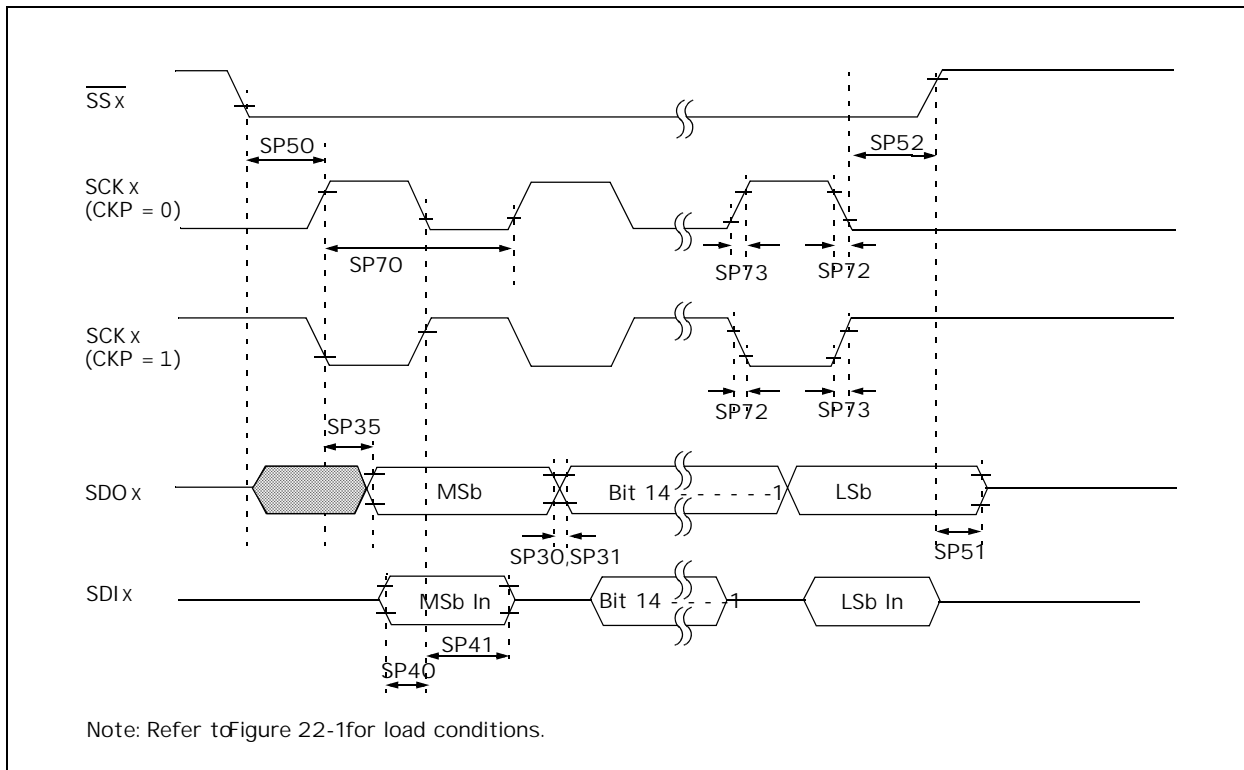 SSx
SP50
SP52
SCKx
(CKP = 0)
SP70
SP73
SP72
SCKx
(CKP = 1)
SP72
SP73
SP35
SDOx
MSb
Bit 14 - - - - - -1
LSb
SP30,SP31
SP51
SDIx
MSb In
Bit 14 - - - -1
LSb In
SP41
SP40
Note: Refer toFigure 22-1for load conditions.